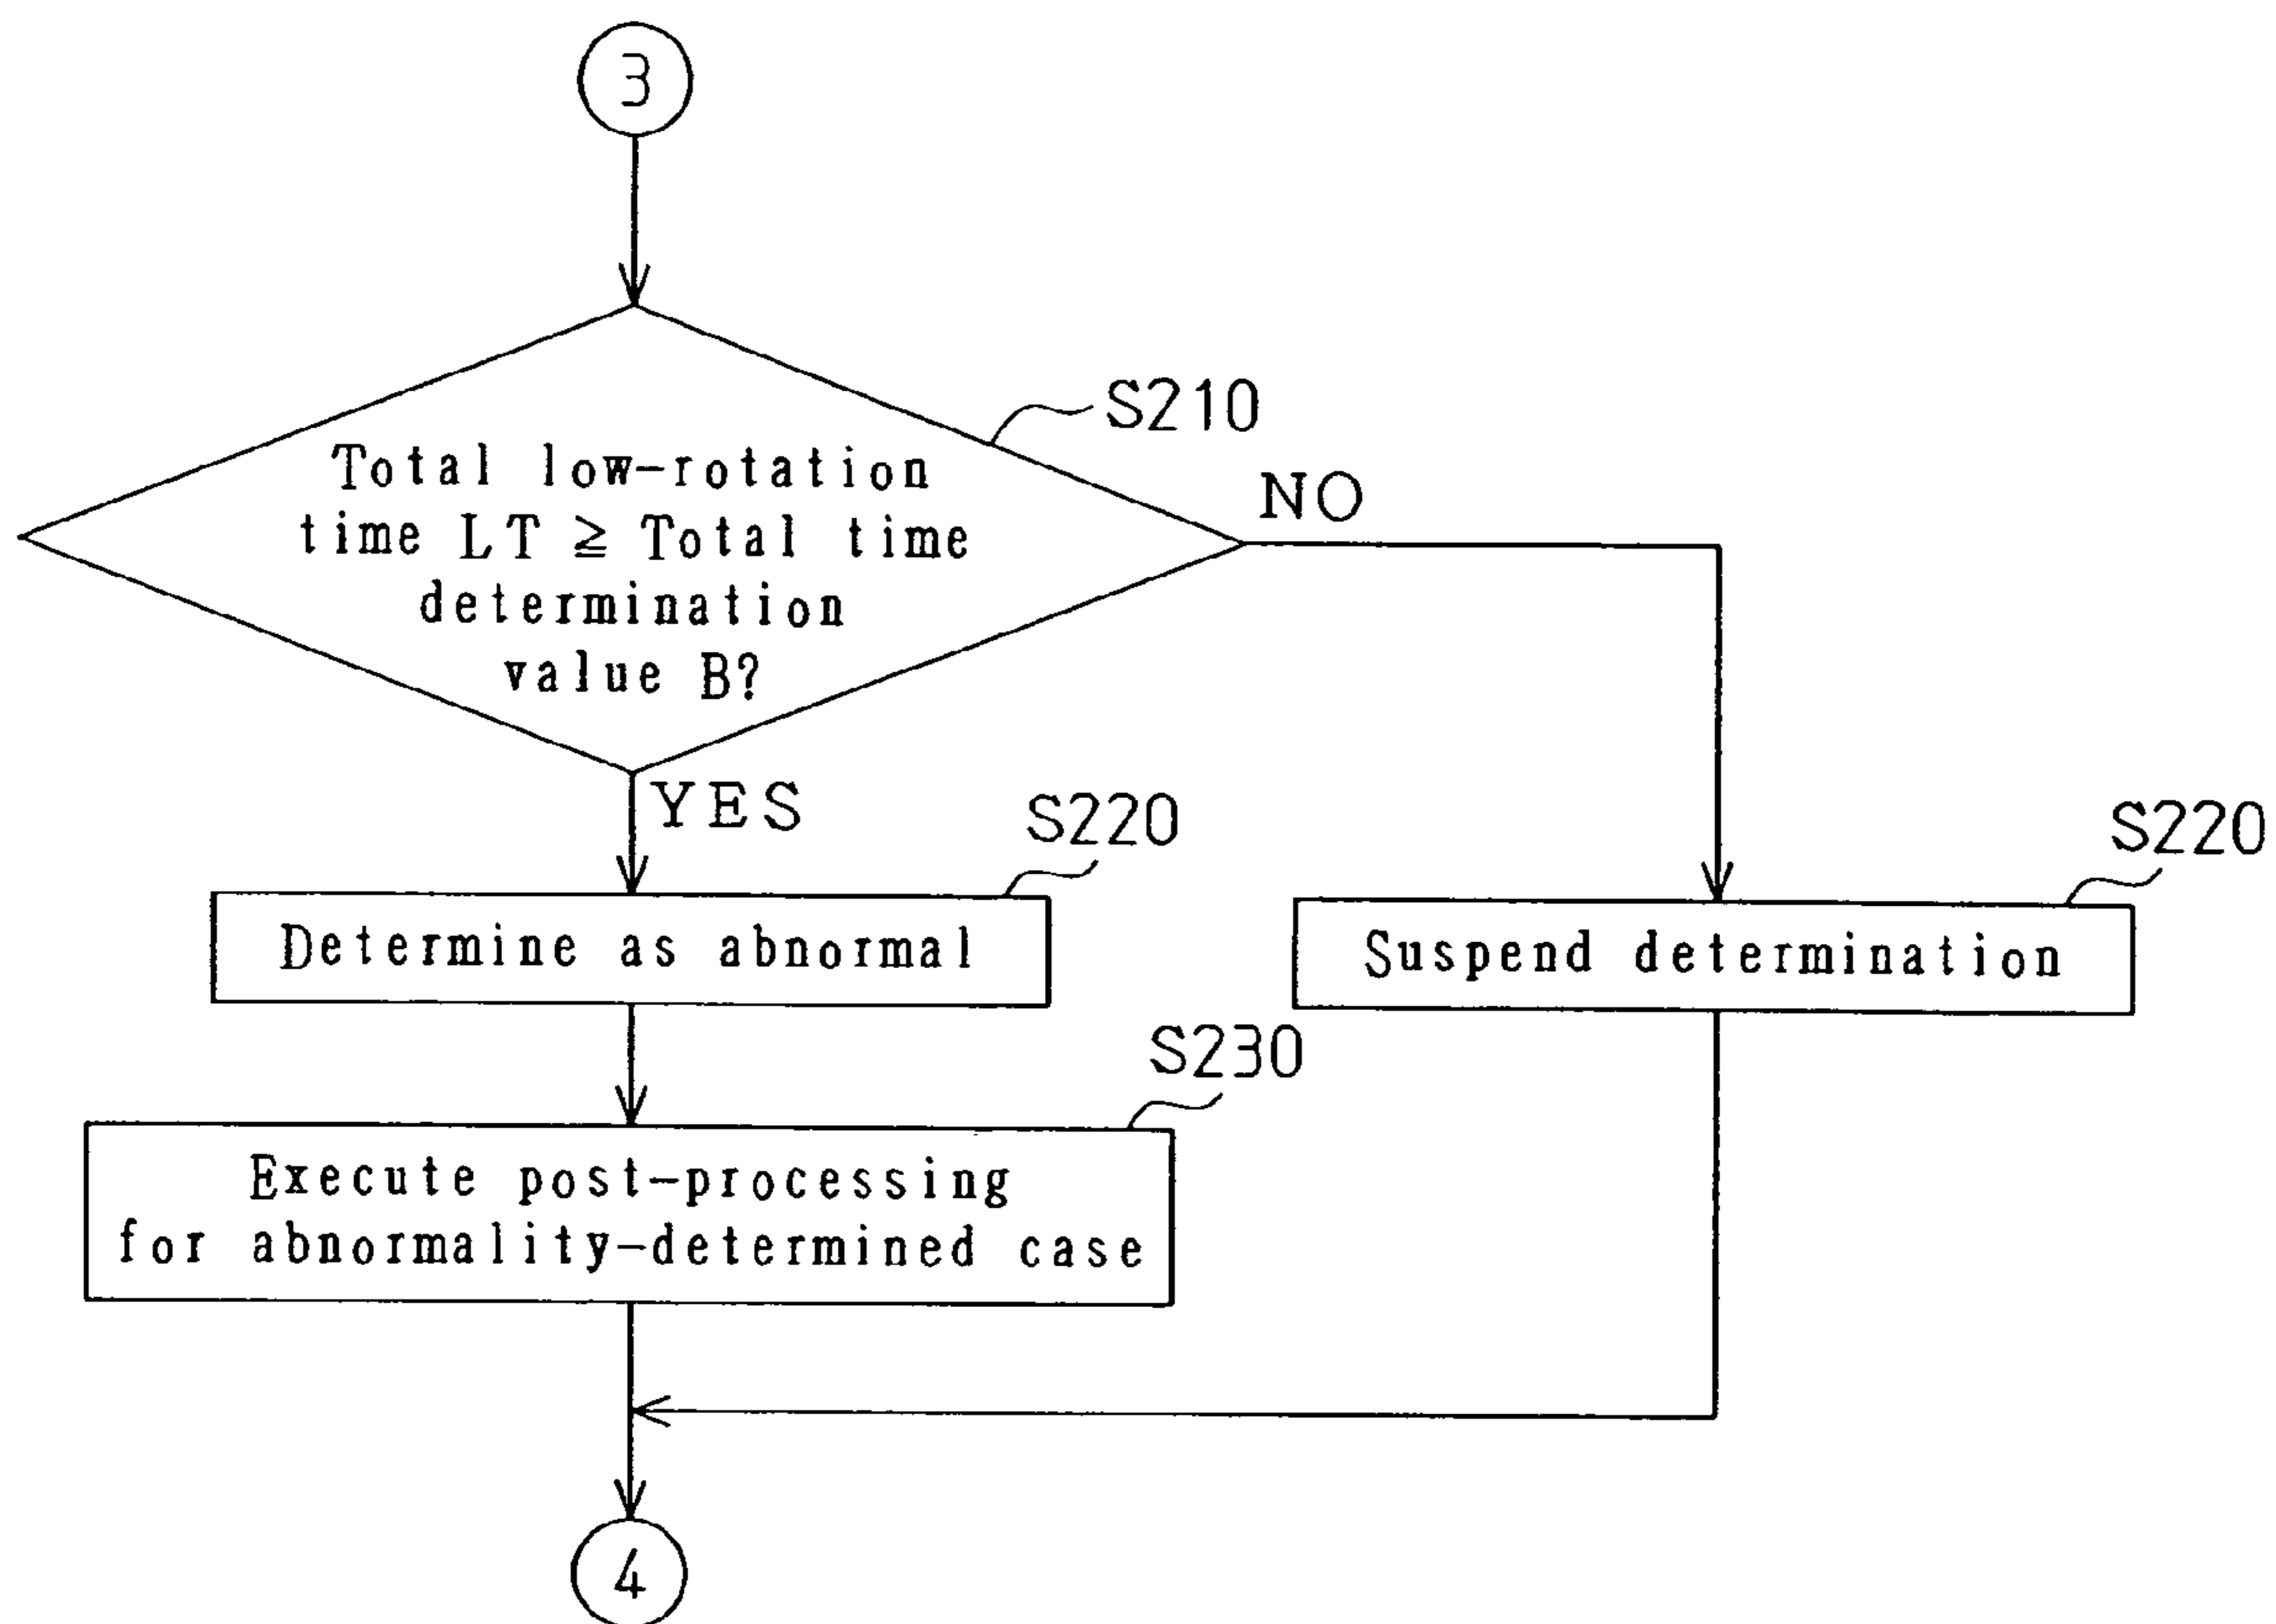 3
S210
Total low-rotation
time LT ≧ Total time
determination
value B?
NO
YES
S220
Determine as abnormal
S220
Suspend determination
S230
Execute post-processing
for abnormality-determined case
4